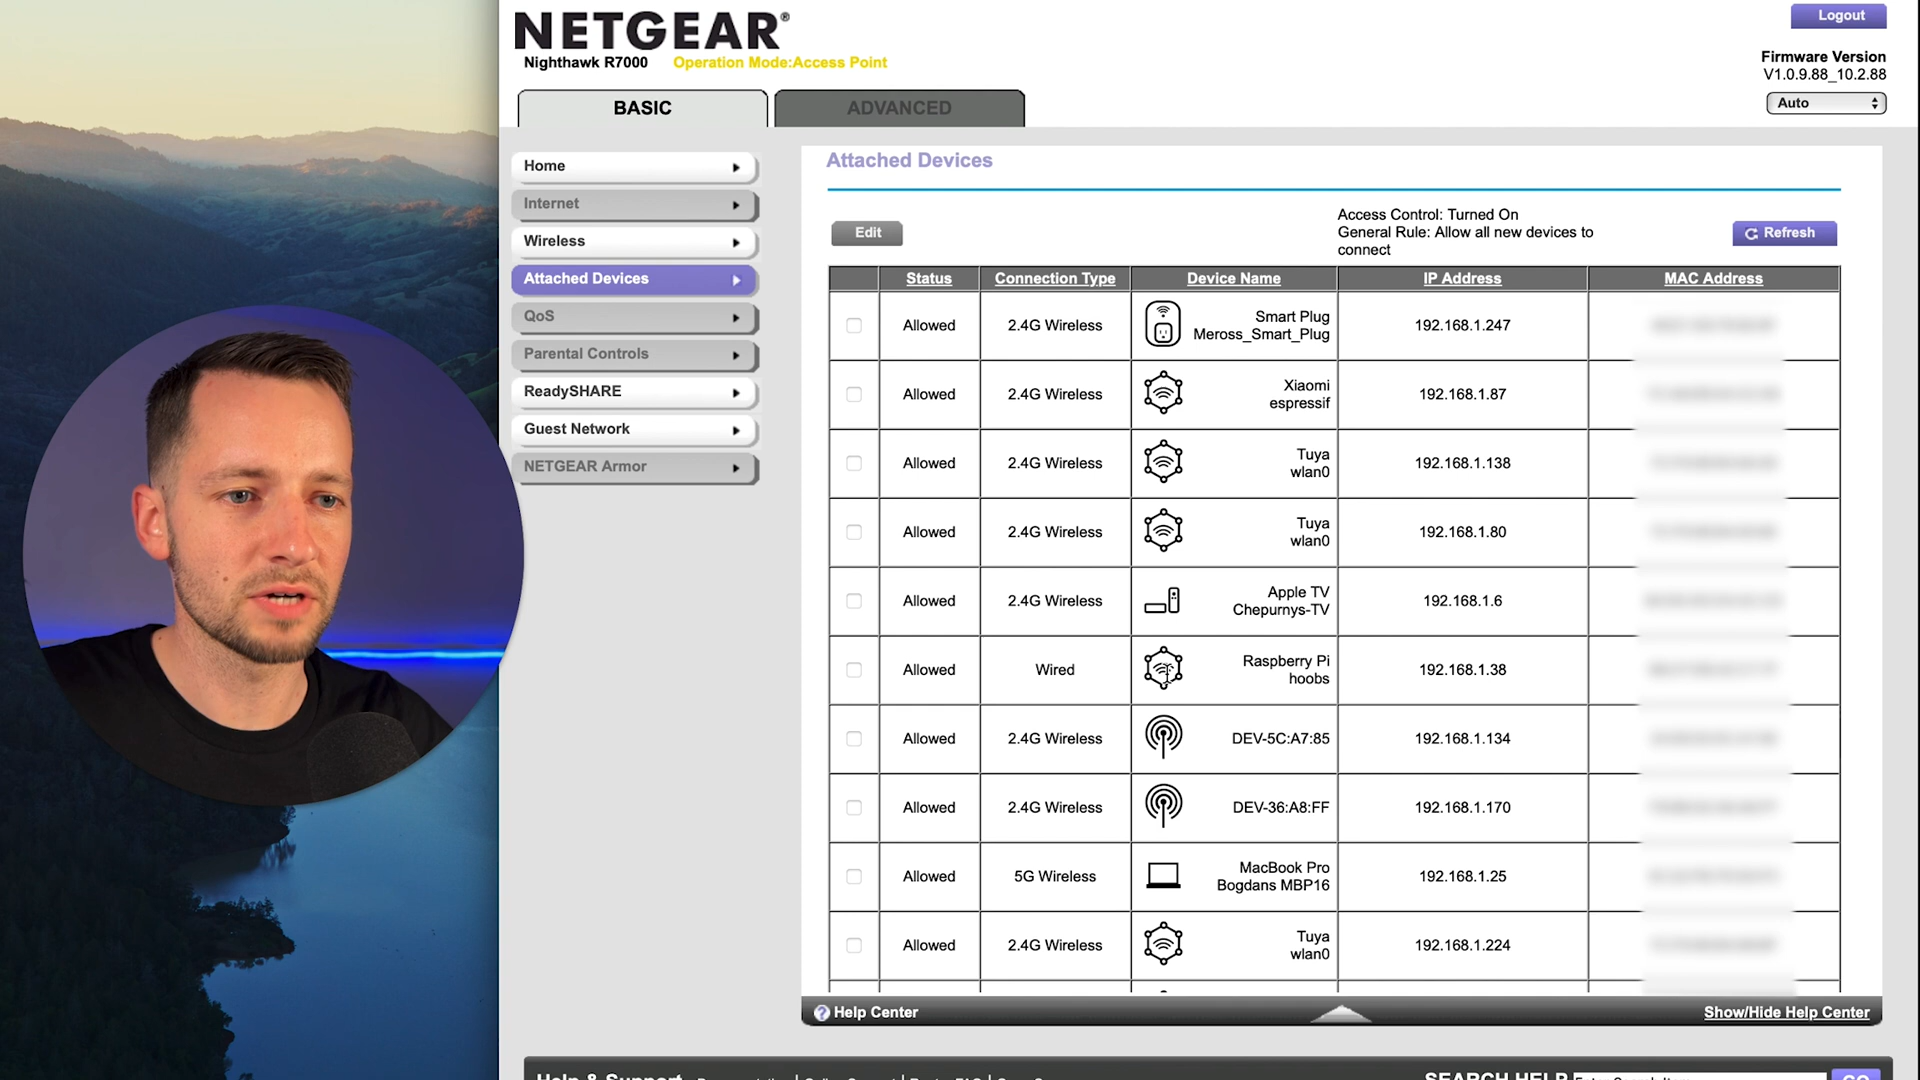 NETGEAR®
Nighthawk R7000 Operation Mode:Access Point
Logout
Firmware Version
V1.0.9.88_10.2.88
Auto
BASIC
ADVANCED
Home
Internet
Wireless
Attached Devices
QoS
Parental Controls
ReadySHARE
Guest Network
NETGEAR Armor
Attached Devices
Edit
Access Control: Turned On
General Rule: Allow all new devices to
connect
Refresh
Status Connection Type Device Name IP Address MAC Address
Allowed 2.4G Wireless Smart Plug 192.168.1.247
Meross_Smart_Plug
Allowed 2.4G Wireless Xiaomi 192.168.1.87
espressif
Allowed 2.4G Wireless Tuya 192.168.1.138
wlan0
Allowed 2.4G Wireless Tuya 192.168.1.80
wlan0
Allowed 2.4G Wireless Apple TV 192.168.1.6
Chepurnys-TV
Allowed Wired Raspberry Pi 192.168.1.38
hoobs
Allowed 2.4G Wireless DEV-5C:A7:85 192.168.1.134
Allowed 2.4G Wireless DEV-36:A8:FF 192.168.1.170
Allowed 5G Wireless MacBook Pro 192.168.1.25
Bogdans MBP16
Allowed 2.4G Wireless Tuya 192.168.1.224
wlan0
Help Center
Show/Hide Help Center
Help & Support
SEARCH HELP
GO